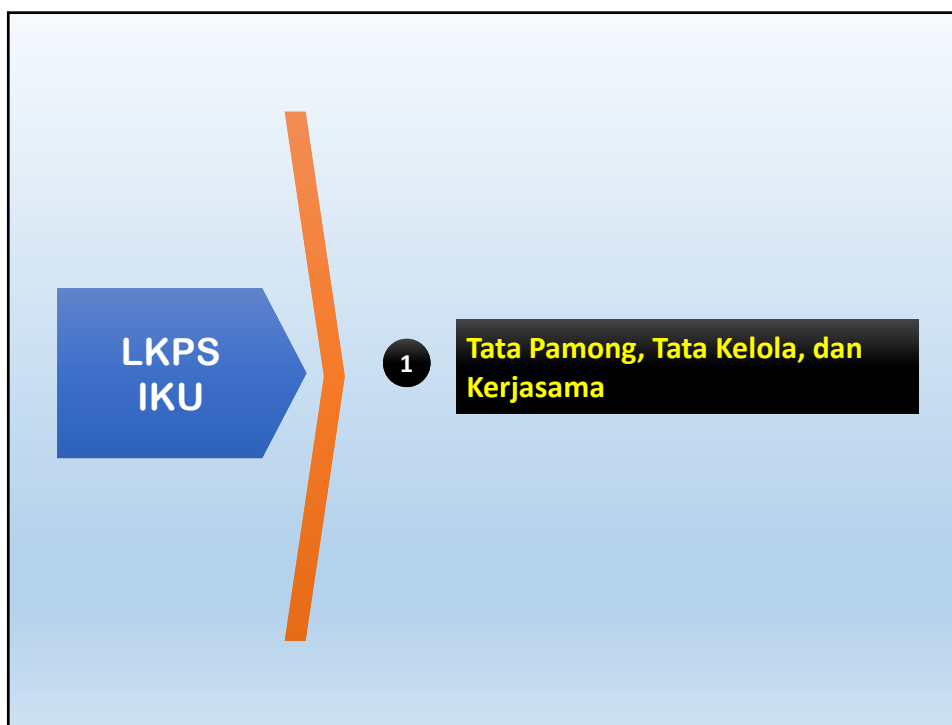 LKPS
IKU
1
Tata Pamong, Tata Kelola, dan
Kerjasama